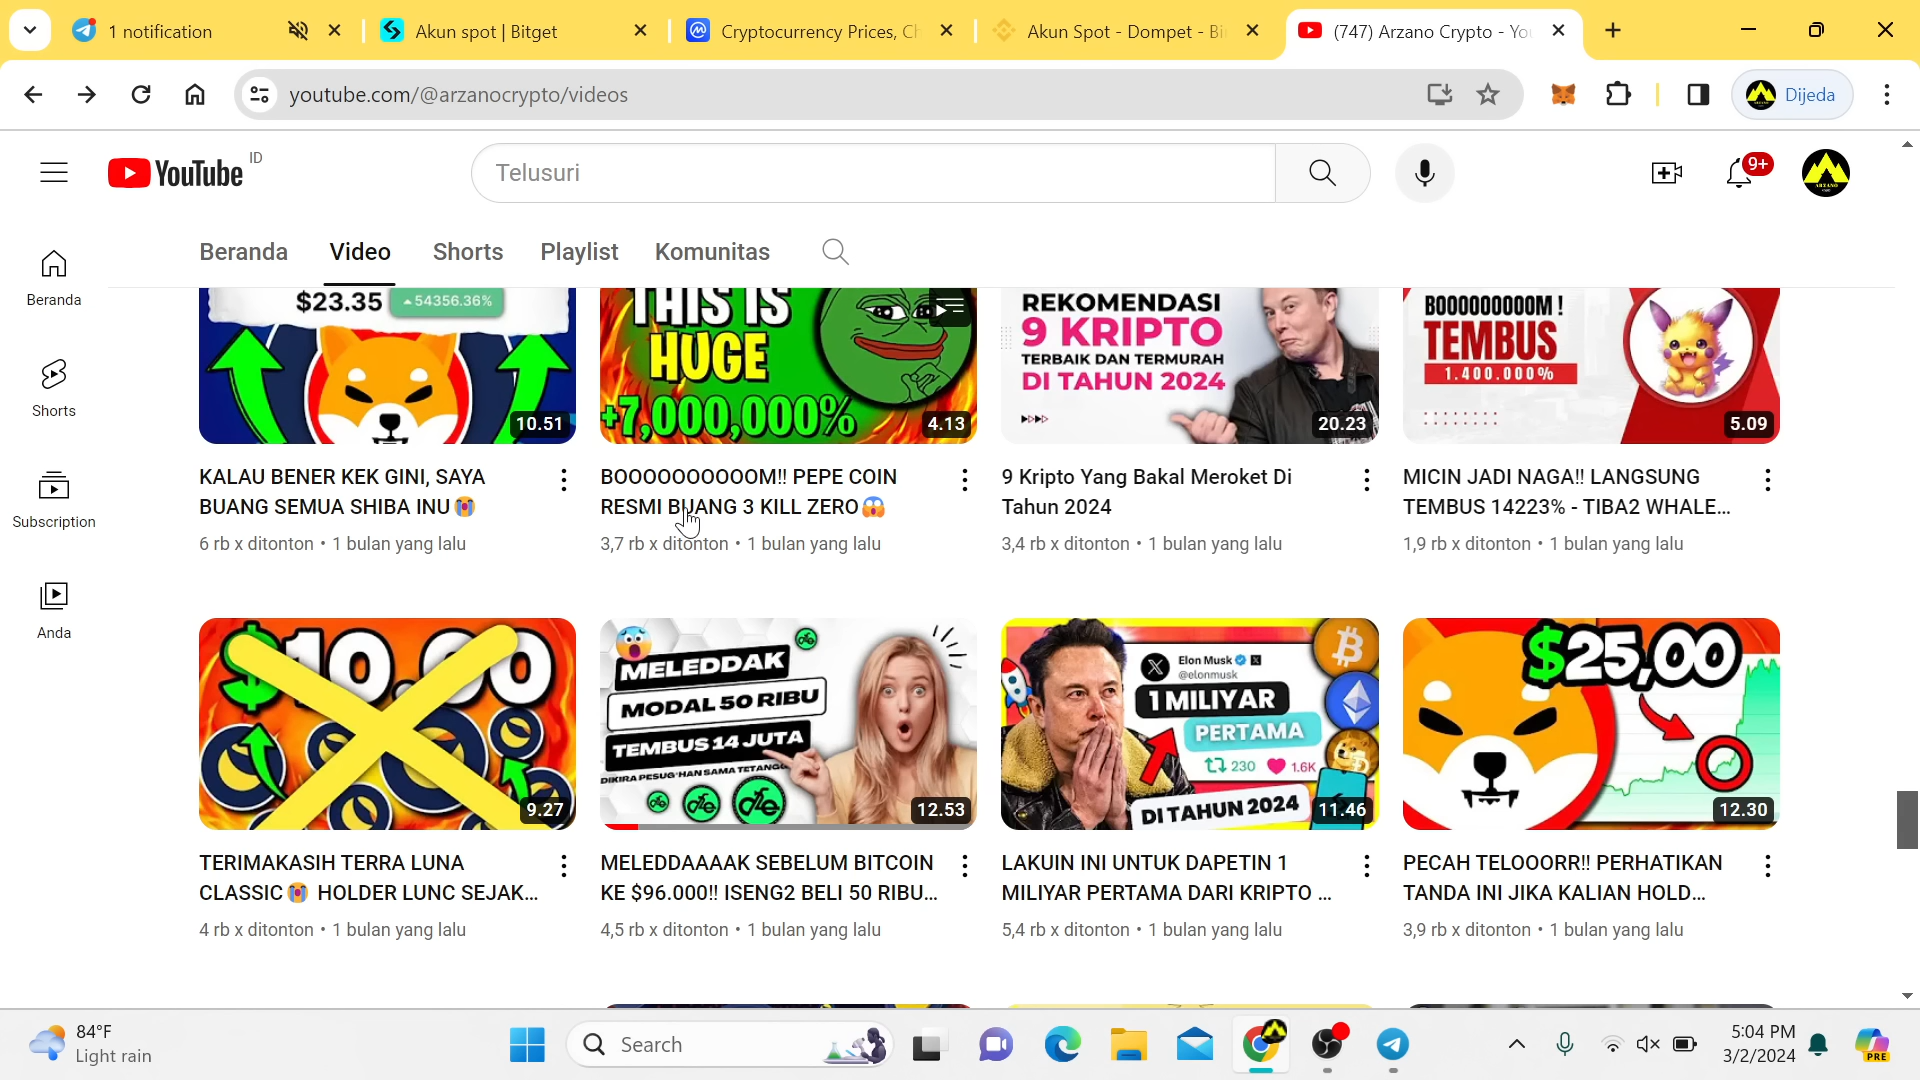 1 notification
Akun spot | Bitget
Cryptocurrency Prices, Ch
Akun Spot - Dompet - Bi
(747) Arzano Crypto - You
youtube.com/@arzanocrypto/videos
Dijeda
YouTube ID
Telusuri
9+
Beranda Video Shorts Playlist Komunitas
Beranda
Shorts
Subscription
Anda
$23.35 54356.36%
10.51
THIS IS
HUGE
+7,000,000%
4.13
REKOMENDASI
9 KRIPTO
TERBAIK DAN TERMURAH
DI TAHUN 2024
20.23
BOOOOOOOOM !
TEMBUS
1.400.000%
5.09
KALAU BENER KEK GINI, SAYA
BUANG SEMUA SHIBA INU😭
6 rb x ditonton • 1 bulan yang lalu
BOOOOOOOOOOM!! PEPE COIN
RESMI BUANG 3 KILL ZERO😱
3,7 rb x ditonton • 1 bulan yang lalu
9 Kripto Yang Bakal Meroket Di
Tahun 2024
3,4 rb x ditonton • 1 bulan yang lalu
MICIN JADI NAGA!! LANGSUNG
TEMBUS 14223% - TIBA2 WHALE...
1,9 rb x ditonton • 1 bulan yang lalu
$10.00
9.27
MELEDDAK
MODAL 50 RIBU
TEMBUS 14 JUTA
DIKIRA PESUG*HAN SAMA TETANGG
12.53
Elon Musk
@elonmusk
1 MILIYAR
PERTAMA
230 1.6K
DI TAHUN 2024
11.46
$25,00
12.30
TERIMAKASIH TERRA LUNA
CLASSIC😭 HOLDER LUNC SEJAK...
4 rb x ditonton • 1 bulan yang lalu
MELEDDAAAAK SEBELUM BITCOIN
KE $96.000!! ISENG2 BELI 50 RIBU...
4,5 rb x ditonton • 1 bulan yang lalu
LAKUIN INI UNTUK DAPETIN 1
MILIYAR PERTAMA DARI KRIPTO ...
5,4 rb x ditonton • 1 bulan yang lalu
PECAH TELOOORR!! PERHATIKAN
TANDA INI JIKA KALIAN HOLD...
3,9 rb x ditonton • 1 bulan yang lalu
84°F
Light rain
Search
5:04 PM
3/2/2024
PRE